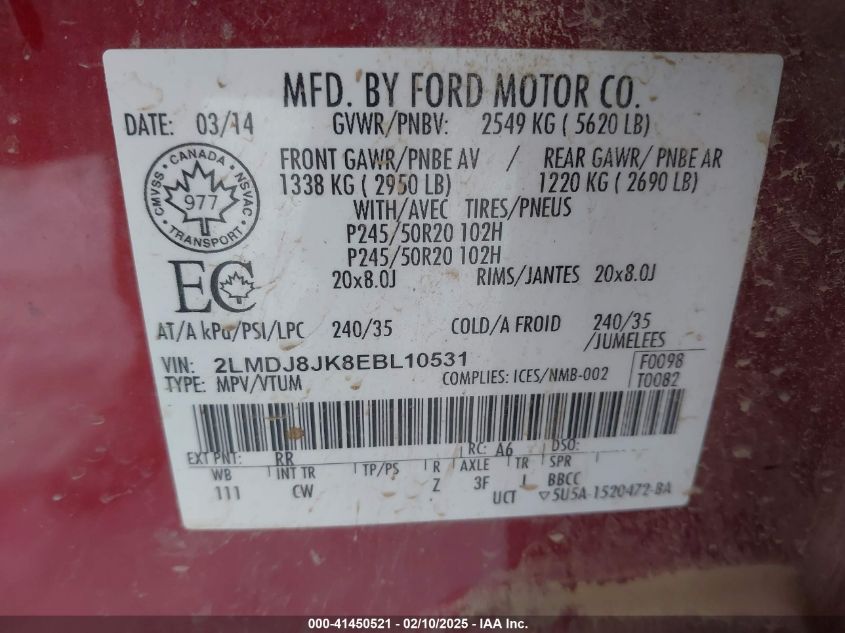 MFD. BY FORD MOTOR CO.
DATE: 03/14 GVWR/PNBV: 2549 KG ( 5620 LB)
FRONT GAWR/PNBE AV / REAR GAWR/ PNBE AR
1338 KG ( 2950 LB) 1220 KG ( 2690 LB)
WITH/AVEC TIRES/PNEUS
P245/50R20 102H
P245/50R20 102H
20x8.0J RIMS/JANTES 20x8.0J
CANADA
CMVSS NSVAC
977
TRANSPORT
EC
AT/A kPa/PSI/LPC 240/35 COLD/A FROID 240/35
/JUMELEES
VIN: 2LMDJ8JK8EBL10531 F0098
TYPE: MPV/VTUM COMPLIES: ICES/NMB-002 T0082
EXT PNT: RR RC: A6 DSO:
WB INT TR TP/PS R AXLE TR SPR
111 CW Z 3F J BBCC
UCT ▽5U5A-1520472-BA
000-41450521 - 02/10/2025 - IAA Inc.